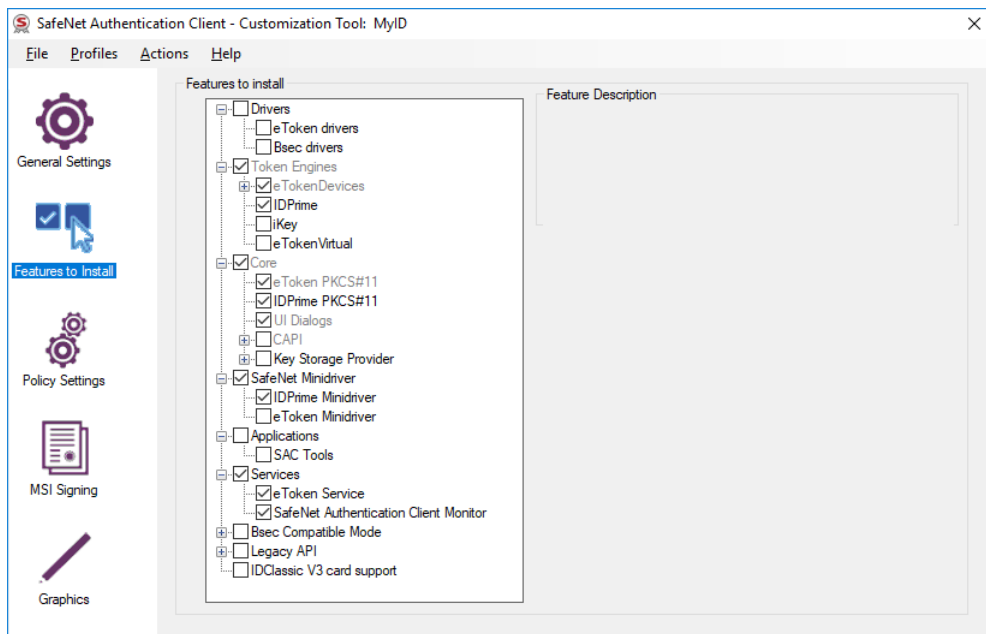 SafeNet Authentication Client - Customization Tool: MyID
File Profiles Actions Help
General Settings
Features to Install
Policy Settings
MSI Signing
Graphics
Features to install
Drivers
eToken drivers
Bsec drivers
Token Engines
eTokenDevices
IDPrime
iKey
eTokenVirtual
Core
eToken PKCS#11
IDPrime PKCS#11
UI Dialogs
CAPI
Key Storage Provider
SafeNet Minidriver
IDPrime Minidriver
eToken Minidriver
Applications
SAC Tools
Services
eToken Service
SafeNet Authentication Client Monitor
Bsec Compatible Mode
Legacy API
IDClassic V3 card support
Feature Description